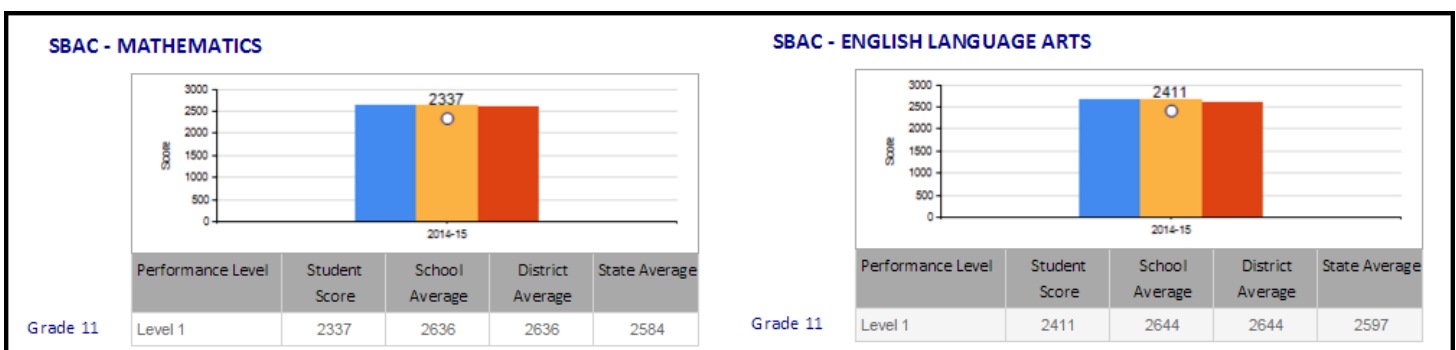 SBAC - MATHEMATICS
3000
2500
2000
1500
1000
500
0
Score
2337
2014-15
Performance Level Student Score School Average District Average State Average
Grade 11 Level 1 2337 2636 2636 2584
SBAC - ENGLISH LANGUAGE ARTS
3000
2500
2000
1500
1000
500
0
Score
2411
2014-15
Performance Level Student Score School Average District Average State Average
Grade 11 Level 1 2411 2644 2644 2597